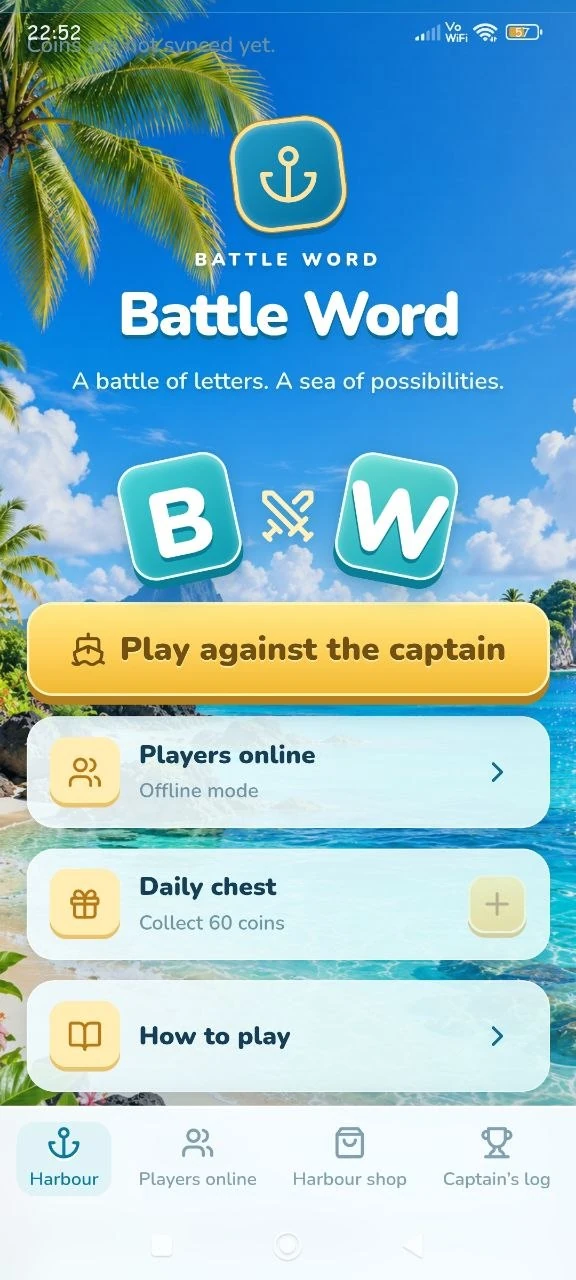 22:52
Vo
WiFi
57
Coins are not synced yet.
BATTLE WORD
Battle Word
A battle of letters. A sea of possibilities.
B W
Play against the captain
Players online
Offline mode
Daily chest
Collect 60 coins
How to play
Harbour
Players online
Harbour shop
Captain's log